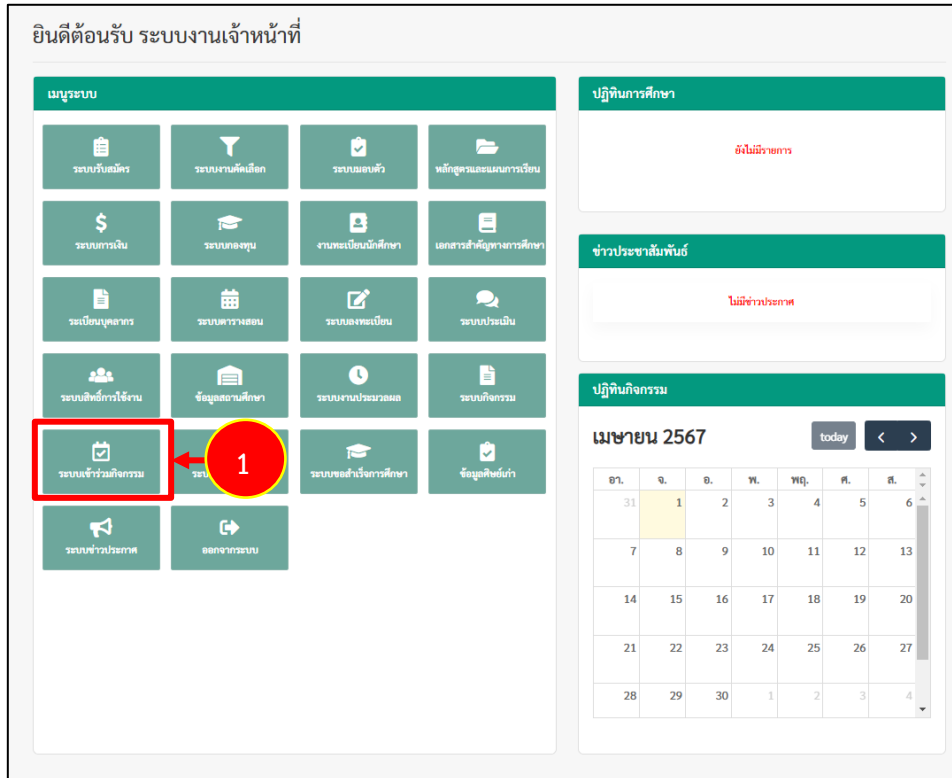 ยินดีต้อนรับ ระบบงานเจ้าหน้าที่
เมนูระบบ
ระบบรับสมัคร ระบบงานคัดเลือก ระบบมอบตัว หลักสูตรและแผนการเรียน
ระบบการเงิน ระบบกองทุน งานทะเบียนนักศึกษา เอกสารสำคัญทางการศึกษา
ระเบียนบุคลากร ระบบตารางสอน ระบบลงทะเบียน ระบบประเมิน
ระบบสิทธิ์การใช้งาน ข้อมูลสถานศึกษา ระบบงานประมวลผล ระบบกิจกรรม
ระบบเข้าร่วมกิจกรรม 1 ระบบขอสำเร็จการศึกษา ข้อมูลศิษย์เก่า
ระบบข่าวประกาศ ออกจากระบบ
ปฏิทินการศึกษา
ยังไม่มีรายการ
ข่าวประชาสัมพันธ์
ไม่มีข่าวประกาศ
ปฏิทินกิจกรรม
เมษายน 2567 today
อา. จ. อ. พ. พฤ. ศ. ส.
31 1 2 3 4 5 6
7 8 9 10 11 12 13
14 15 16 17 18 19 20
21 22 23 24 25 26 27
28 29 30 1 2 3 4